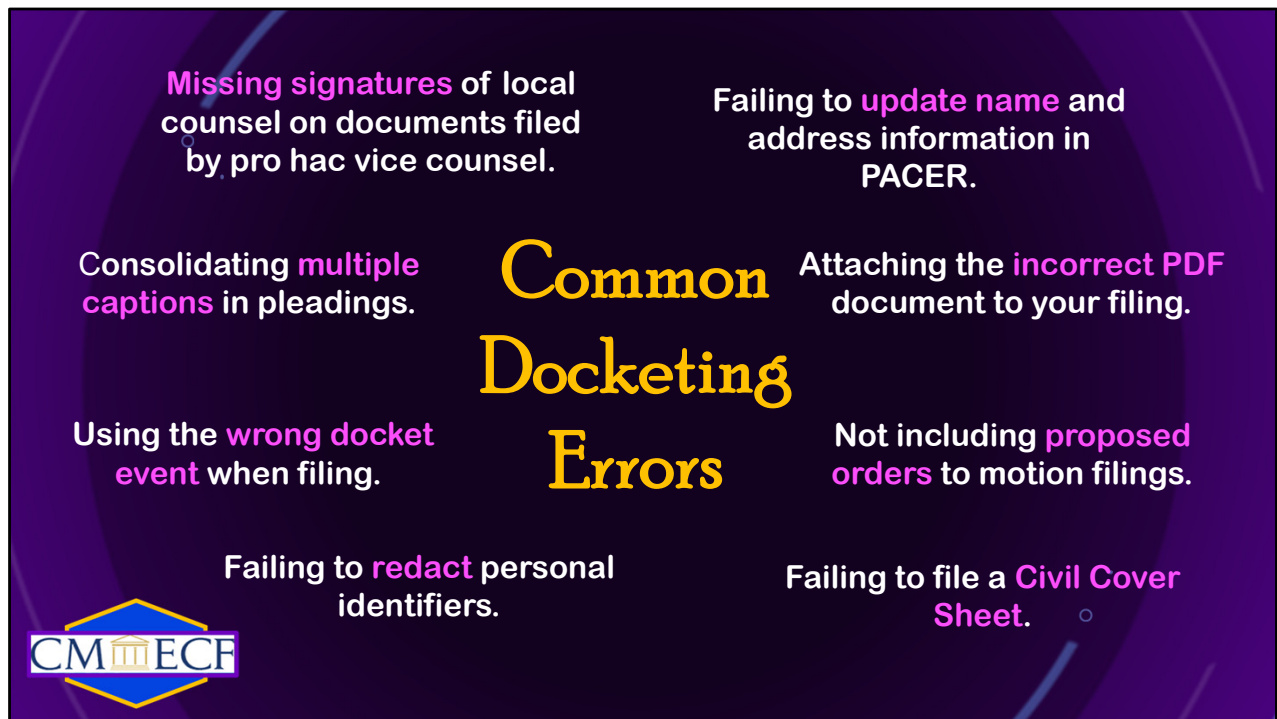 Missing signatures of local
counsel on documents filed
by pro hac vice counsel.
Failing to update name and
address information in
PACER.
Consolidating multiple
captions in pleadings.
Common
Docketing
Errors
Attaching the incorrect PDF
document to your filing.
Using the wrong docket
event when filing.
Not including proposed
orders to motion filings.
Failing to redact personal
identifiers.
Failing to file a Civil Cover
Sheet.
CM ECF